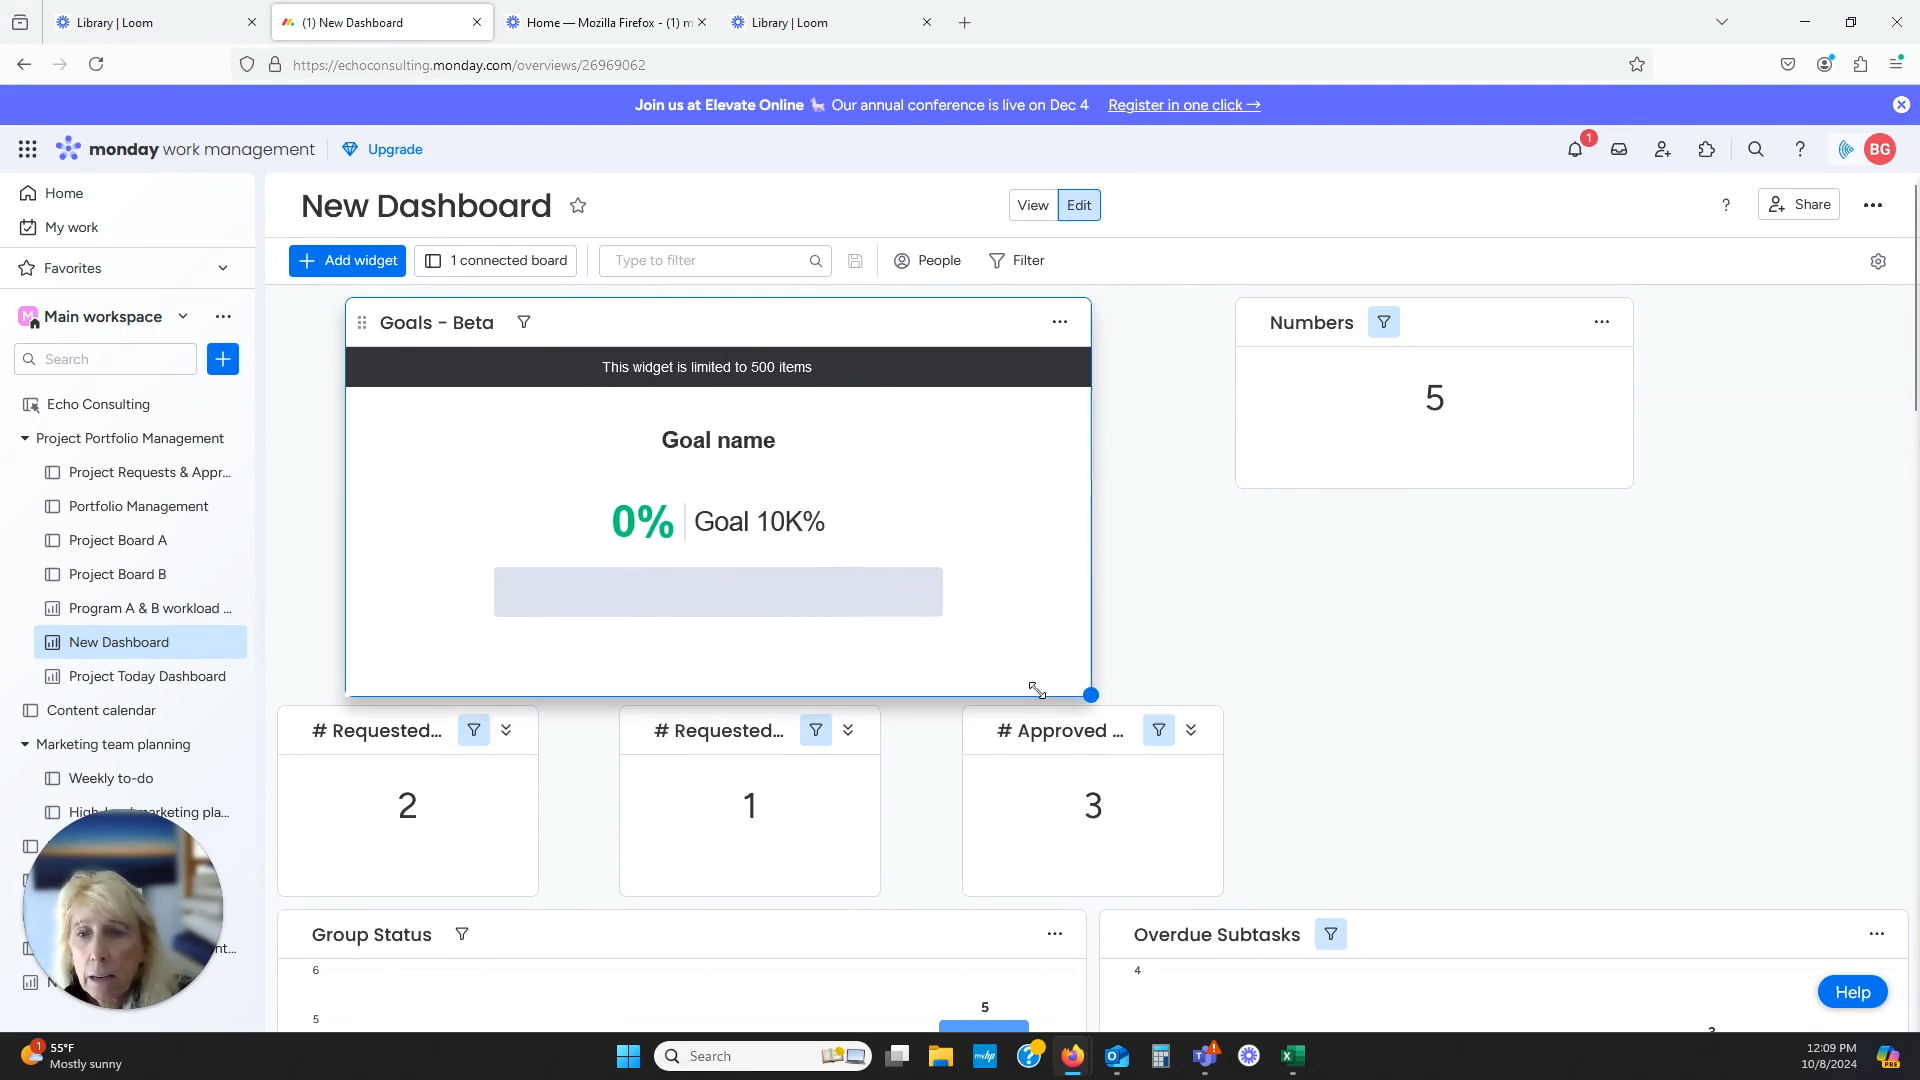 Library | Loom
(1) New Dashboard
Home — Mozilla Firefox - (1) m
Library | Loom
https://echoconsulting.monday.com/overviews/26969062
Join us at Elevate Online 🦙 Our annual conference is live on Dec 4 Register in one click →
monday work management
Upgrade
1
BG
Home
My work
Favorites
M
Main workspace
Search
Echo Consulting
Project Portfolio Management
Project Requests & Appr...
Portfolio Management
Project Board A
Project Board B
Program A & B workload ...
New Dashboard
Project Today Dashboard
Content calendar
Marketing team planning
Weekly to-do
nt...
New Dashboard
View
Edit
?
Share
Add widget
1 connected board
Type to filter
People
Filter
Goals - Beta
This widget is limited to 500 items
Goal name
0%
Goal 10K%
Numbers
5
# Requested...
2
# Requested...
1
# Approved ...
3
Group Status
6
5
5
Overdue Subtasks
4
Help
1
55°F
Mostly sunny
Search
myhp
12:09 PM
10/8/2024
PRE